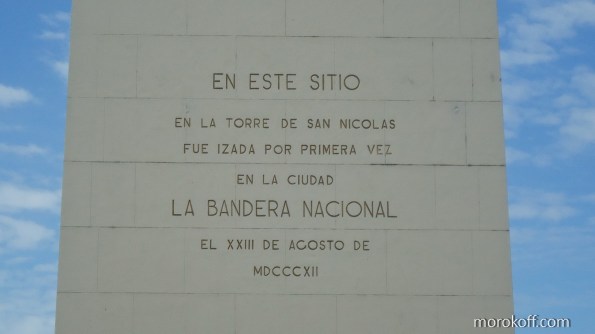 EN ESTE SITIO
EN LA TORRE DE SAN NICOLAS
FUE IZADA POR PRIMERA VEZ
EN LA CIUDAD
LA BANDERA NACIONAL
EL XXIII DE AGOSTO DE
MDCCCXII
morokoff.com